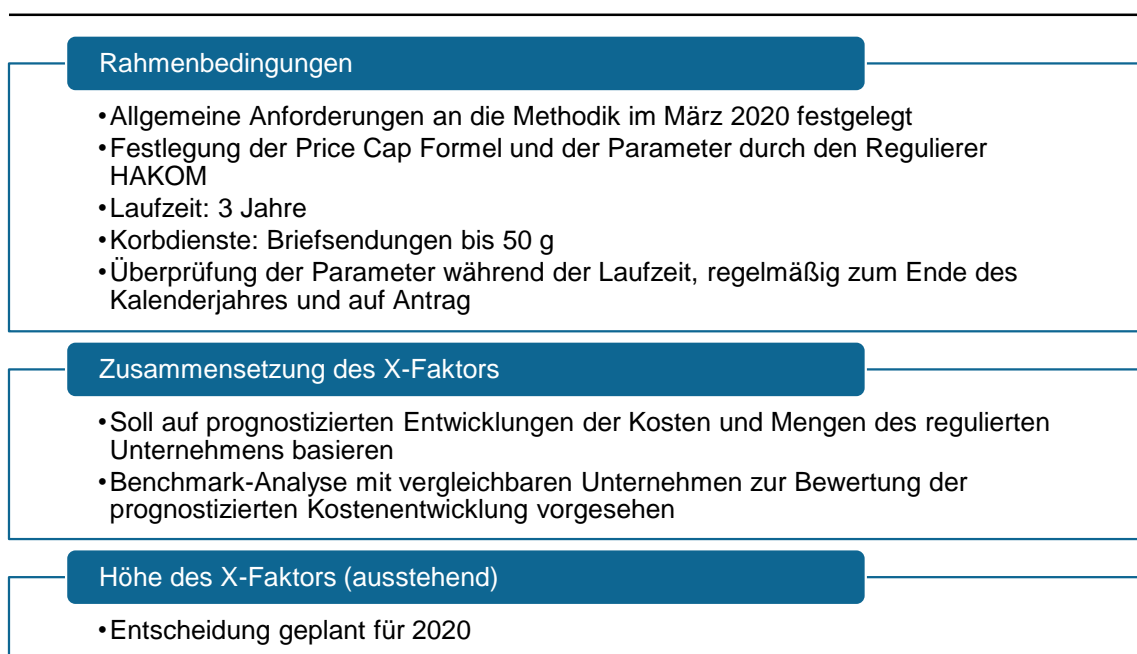 Rahmenbedingungen
•Allgemeine Anforderungen an die Methodik im März 2020 festgelegt
•Festlegung der Price Cap Formel und der Parameter durch den Regulierer
HAKOM
•Laufzeit: 3 Jahre
•Korbdienste: Briefsendungen bis 50 g
•Überprüfung der Parameter während der Laufzeit, regelmäßig zum Ende des
Kalenderjahres und auf Antrag
Zusammensetzung des X-Faktors
•Soll auf prognostizierten Entwicklungen der Kosten und Mengen des regulierten
Unternehmens basieren
•Benchmark-Analyse mit vergleichbaren Unternehmen zur Bewertung der
prognostizierten Kostenentwicklung vorgesehen
Höhe des X-Faktors (ausstehend)
•Entscheidung geplant für 2020